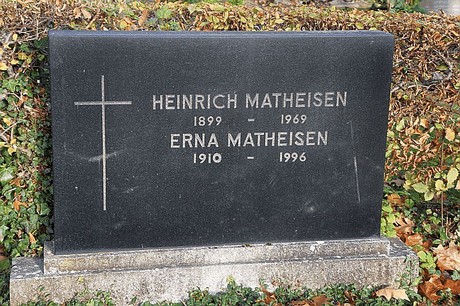 HEINRICH MATHEISEN
1899 - 1969
ERNA MATHEISEN
1910 - 1996